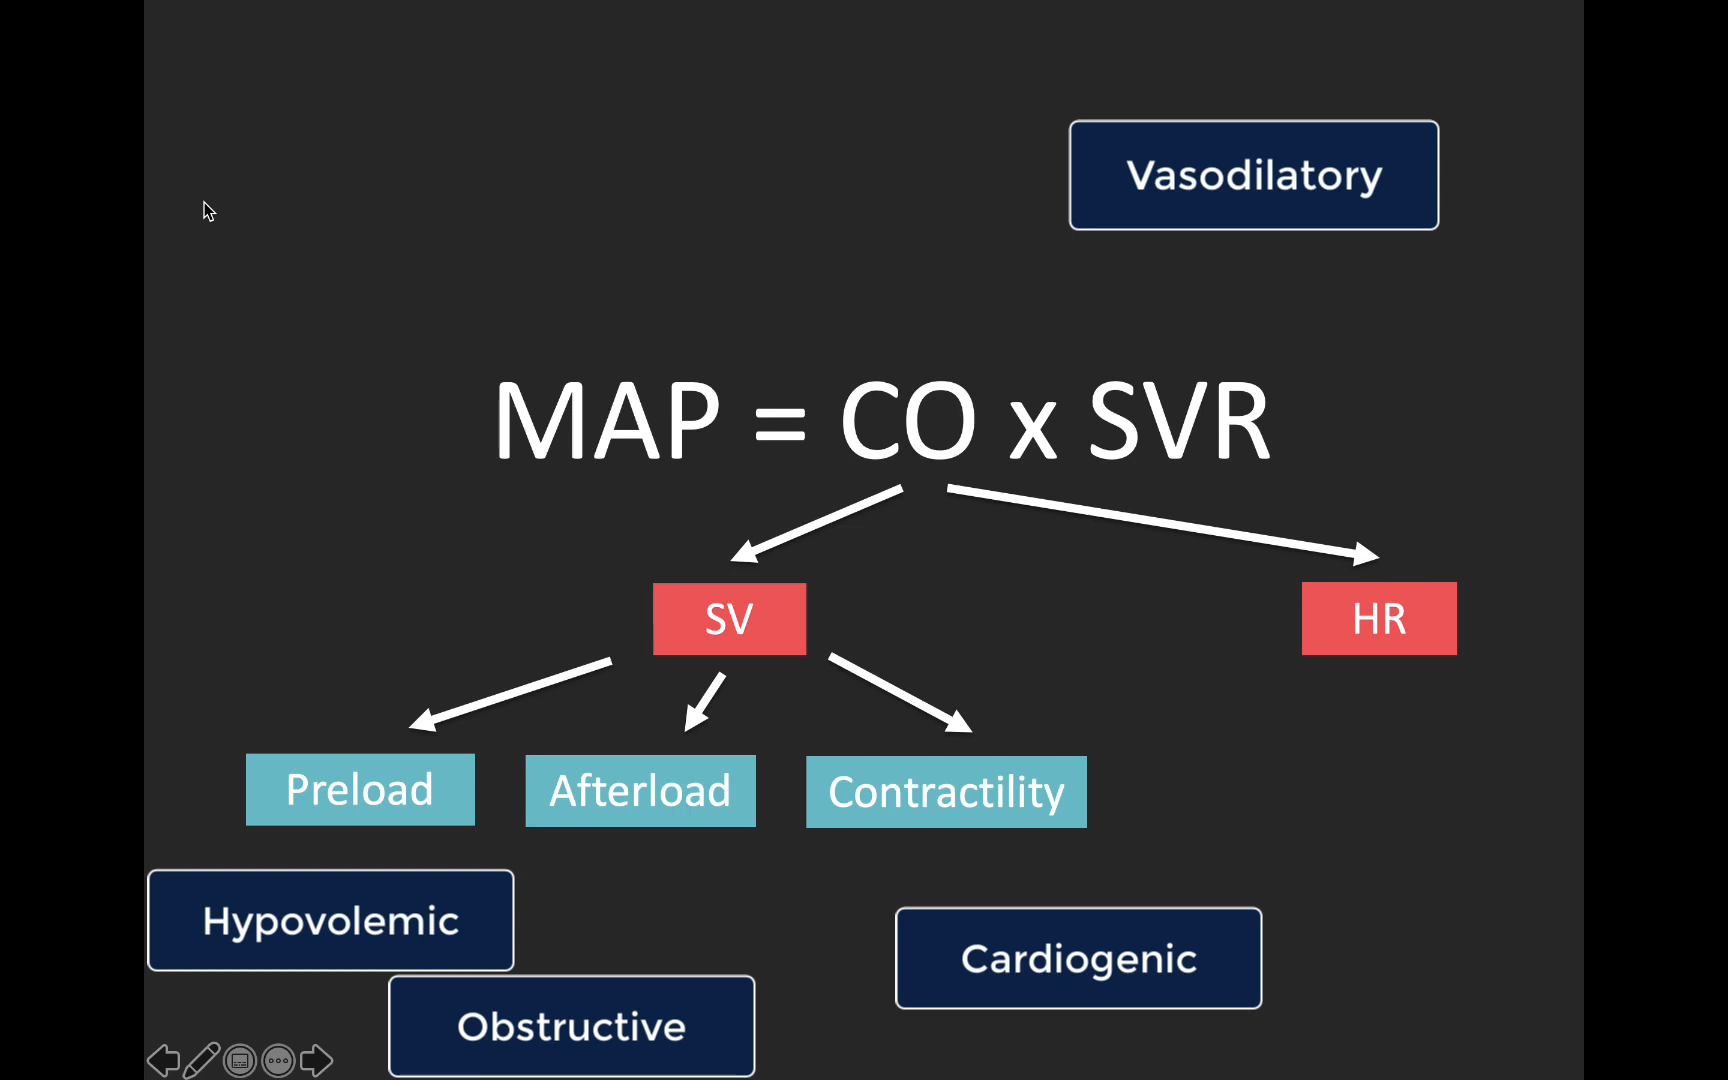 Vasodilatory
MAP = CO x SVR
SV
HR
Preload
Afterload
Contractility
Hypovolemic
Cardiogenic
Obstructive